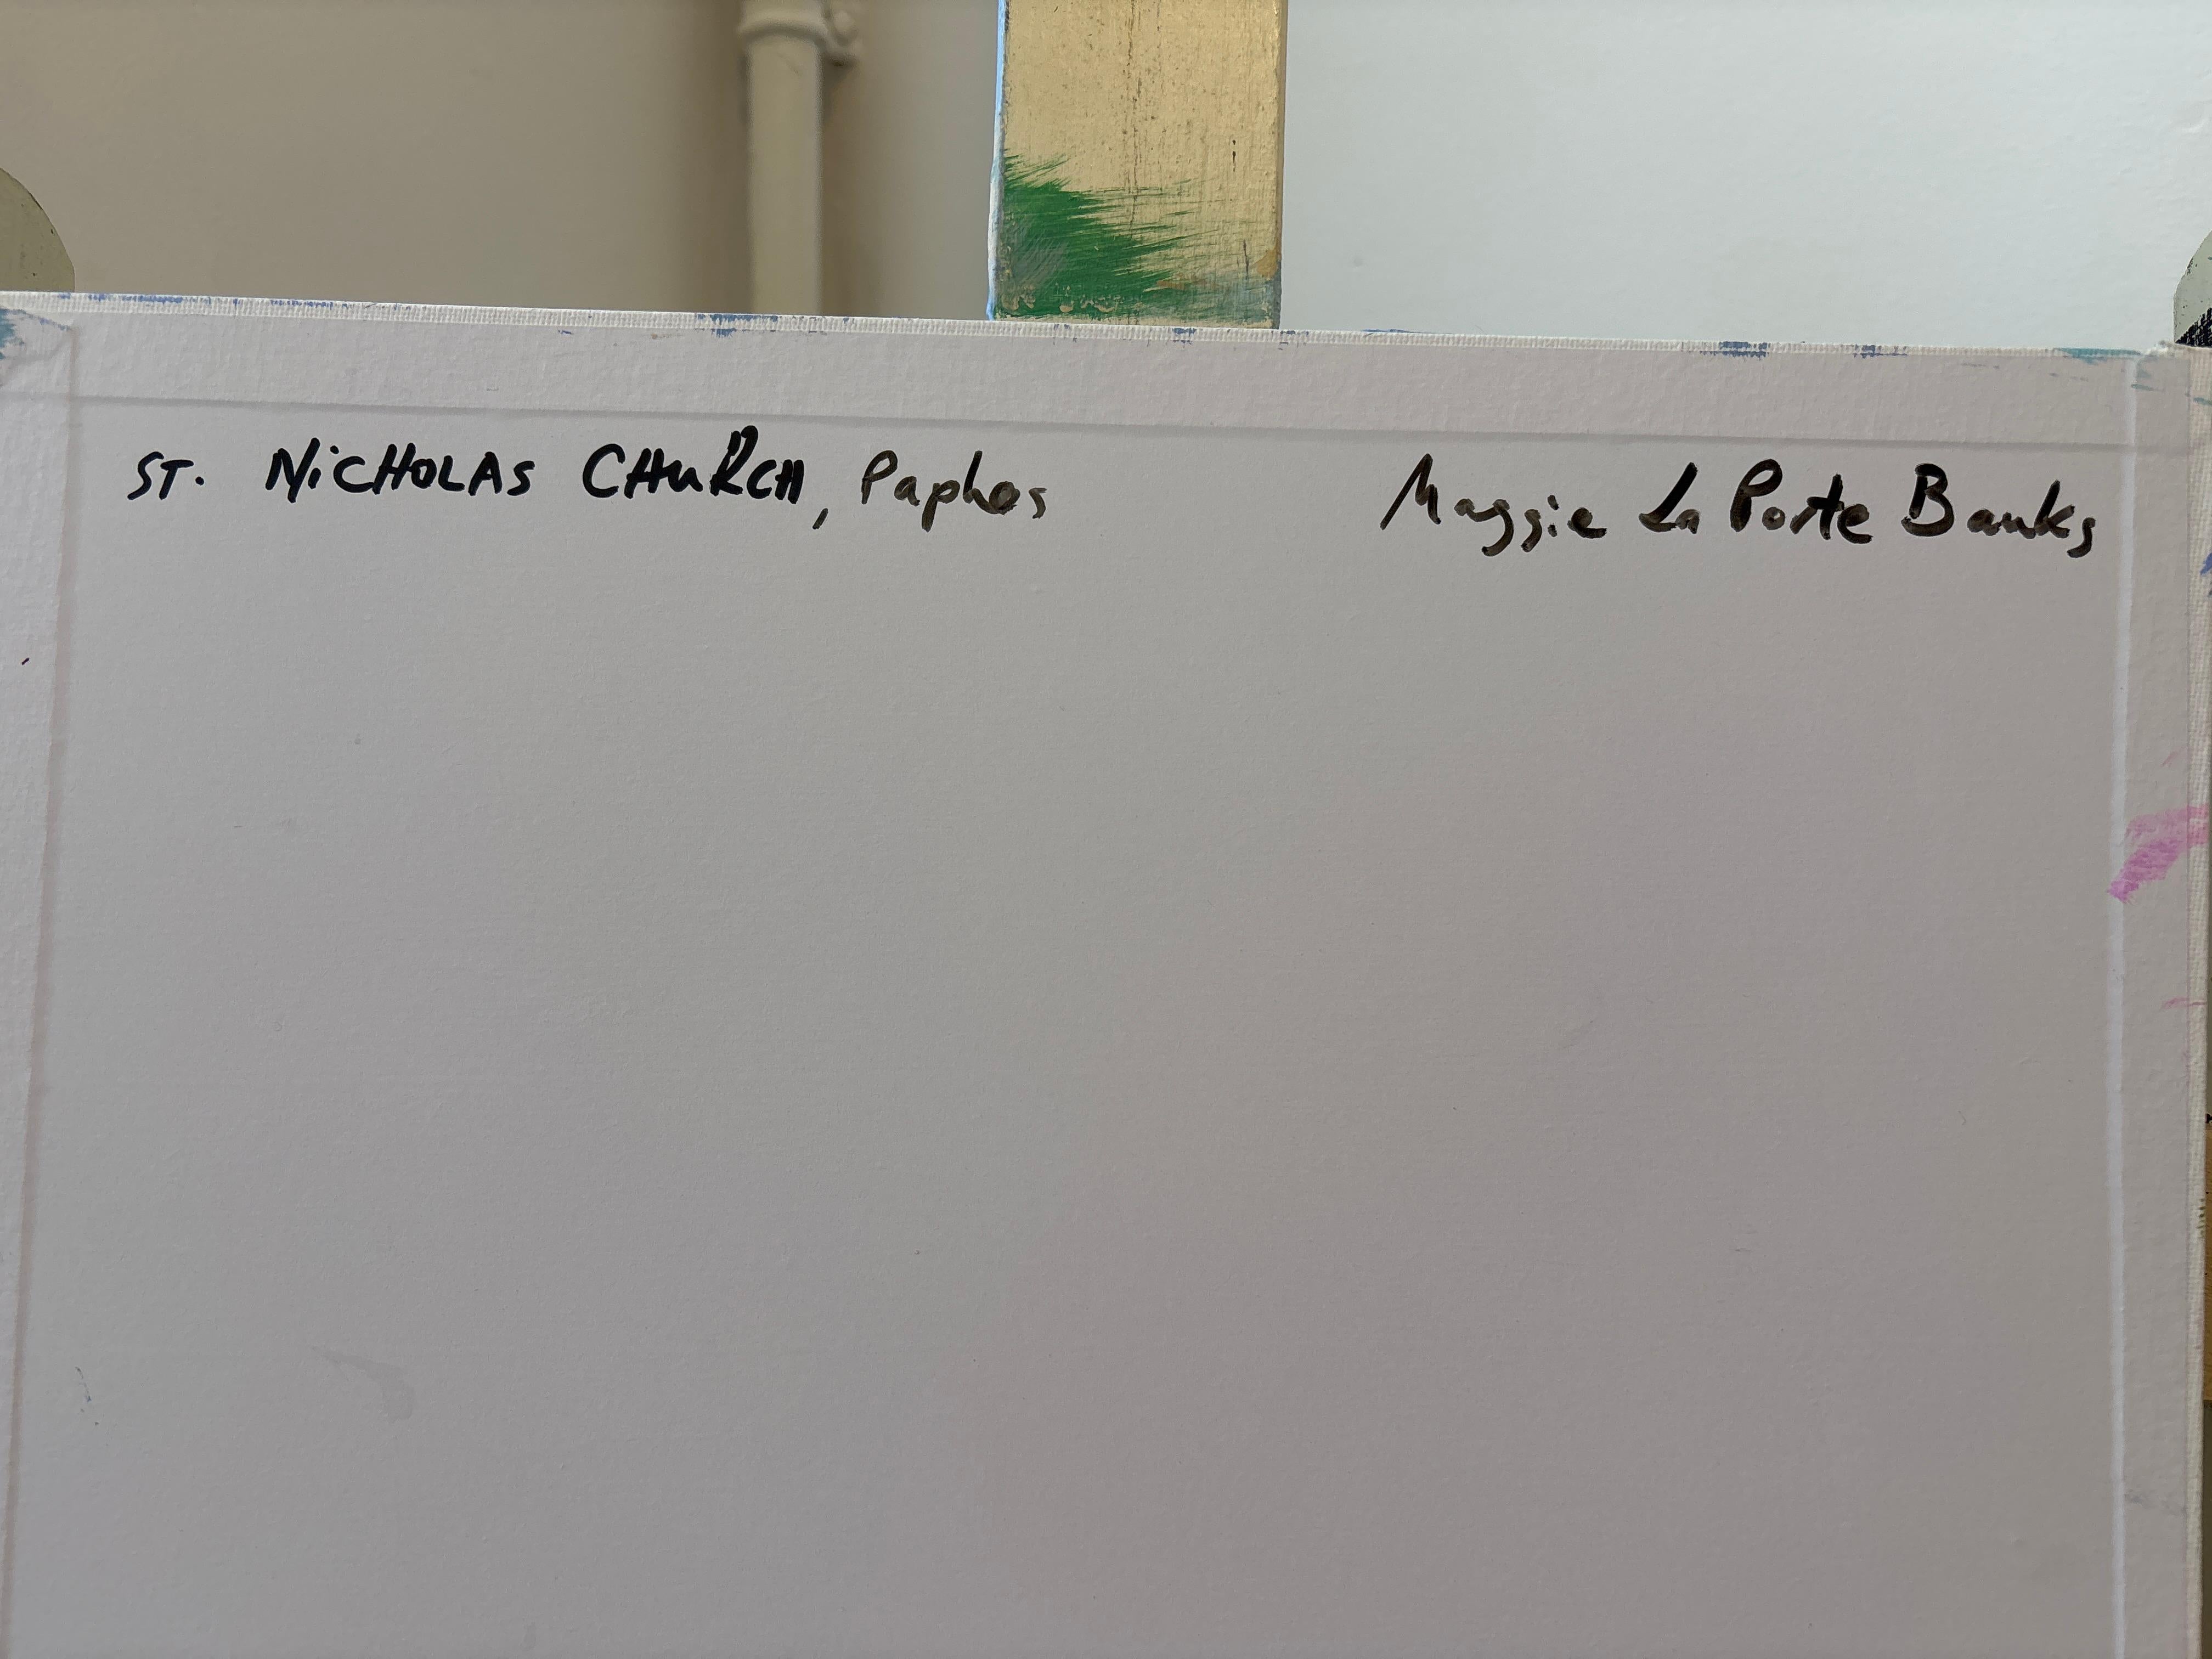 ST. NiCHOLAS CHuRCH, Paphos
Maggie La Porte Banks